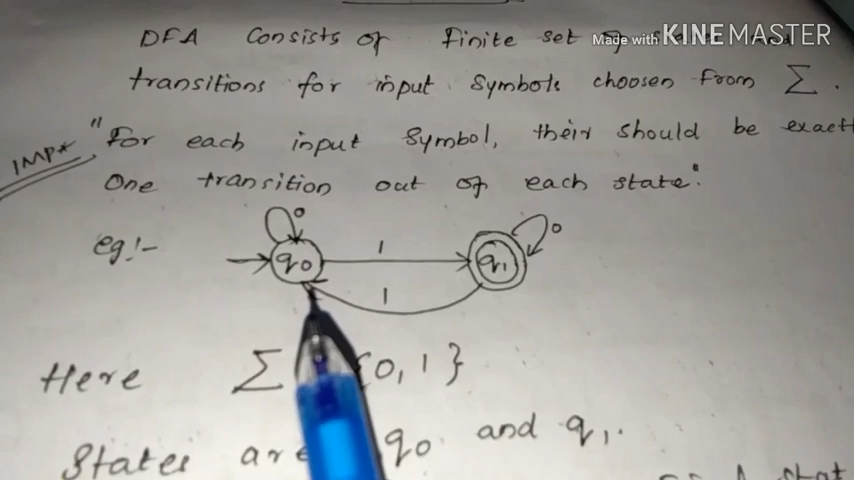 DFA Consists of Finite set of
Made with KINEMASTER
transitions for input Symbols choosen From Σ.
IMP*
"For each input Symbol, their should be exact
One transition out of each state".
eg:-
0
0
q0
1
q1
1
Here Σ {0,1}
States are q0 and q1.